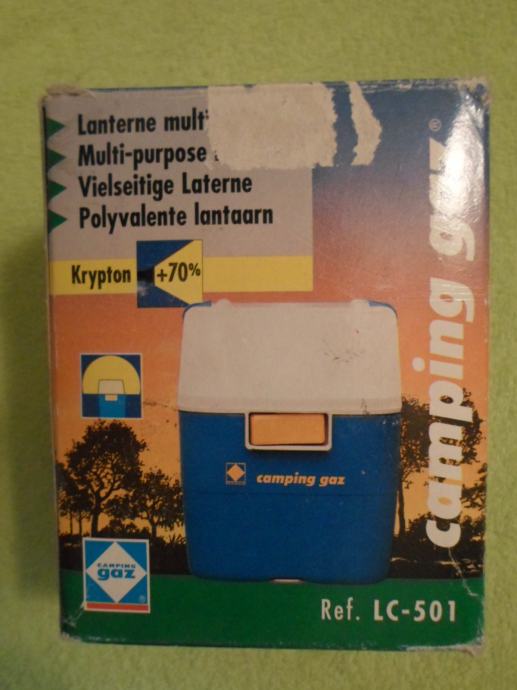 Lanterne mult
Multi-purpose
Vielseitige Laterne
Polyvalente lantaarn
Krypton +70%
camping gaz®
camping gaz
CAMPING
gaz®
Ref. LC-501